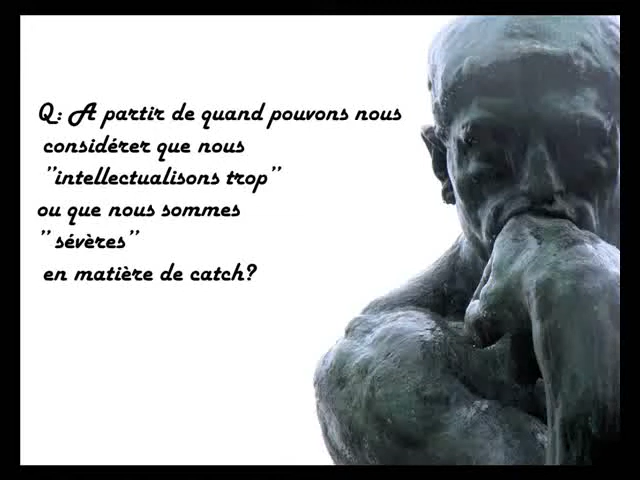 Q: A partir de quand pouvons nous
considérer que nous
"intellectualisons trop"
ou que nous sommes
" sévères"
en matière de catch?